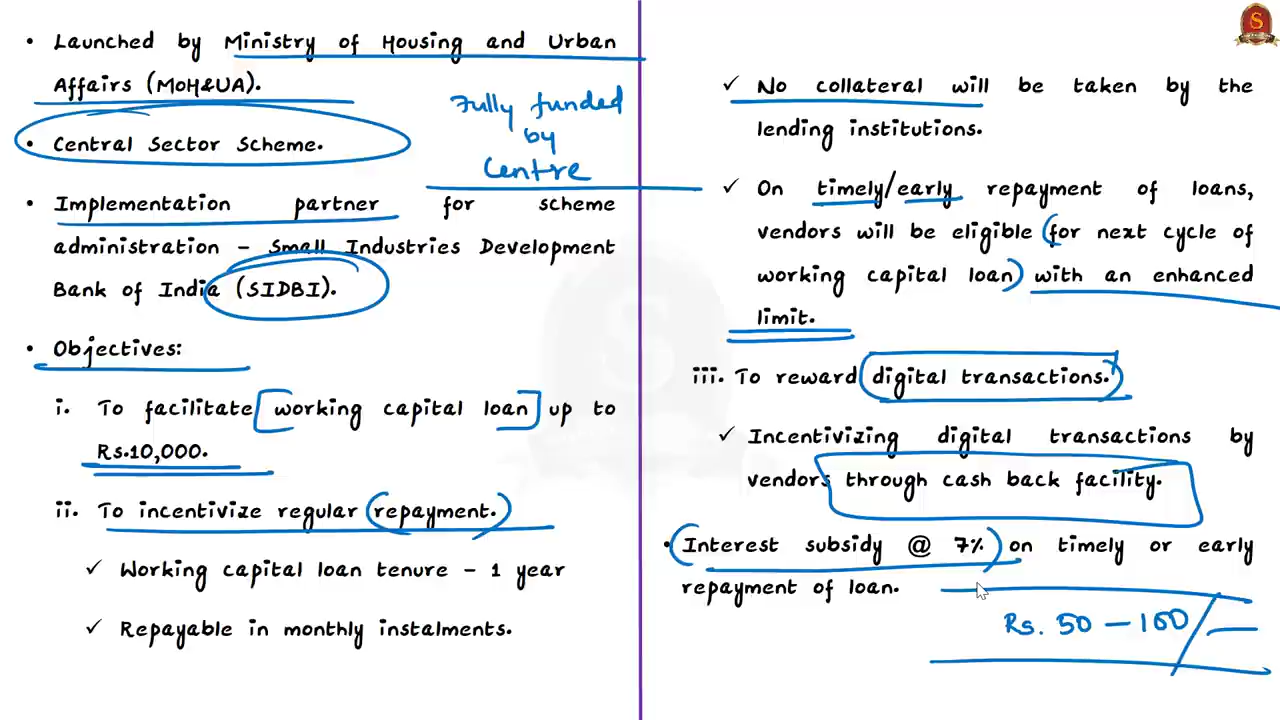 • Launched by Ministry of Housing and Urban
Affairs (MoH&UA).
Fully funded
by
Centre
• Central Sector Scheme.
• Implementation partner for scheme
administration – Small Industries Development
Bank of India (SIDBI).
• Objectives:
i. To facilitate working capital loan up to
Rs.10,000.
ii. To incentivize regular repayment.
✓ Working capital loan tenure – 1 year
✓ Repayable in monthly instalments.
✓ No collateral will be taken by the
lending institutions.
✓ On timely/early repayment of loans,
vendors will be eligible for next cycle of
working capital loan with an enhanced
limit.
iii. To reward digital transactions.
✓ Incentivizing digital transactions by
vendors through cash back facility.
• Interest subsidy @ 7% on timely or early
repayment of loan.
Rs. 50 – 100/–